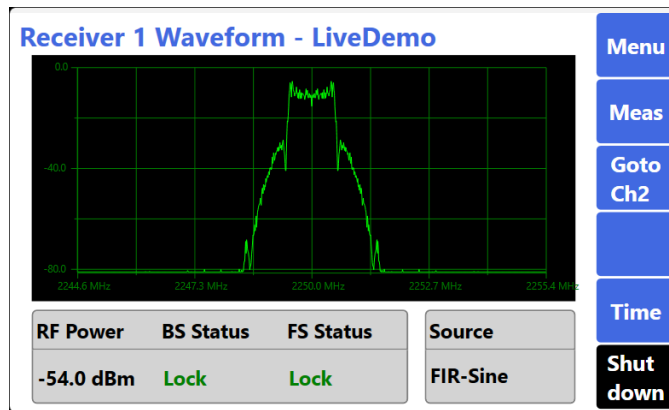 Receiver 1 Waveform - LiveDemo
0.0
-40.0
-80.0
2244.6 MHz 2247.3 MHz 2250.0 MHz 2252.7 MHz 2255.4 MHz
RF Power BS Status FS Status
-54.0 dBm Lock Lock
Source
FIR-Sine
Menu
Meas
Goto
Ch2
Time
Shut
down